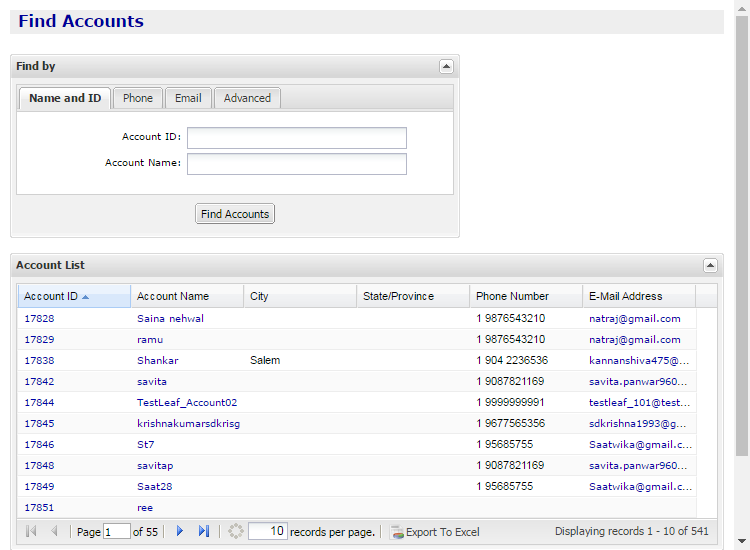 Find Accounts
Find by
Name and ID Phone Email Advanced
Account ID:
Account Name:
Find Accounts
Account List
Account ID Account Name City State/Province Phone Number E-Mail Address
17828 Saina nehwal 1 9876543210 natraj@gmail.com
17829 ramu 1 9876543210 natraj@gmail.com
17838 Shankar Salem 1 904 2236536 kannanshiva475@...
17842 savita 1 9087821169 savita.panwar960...
17844 TestLeaf_Account02 1 9999999991 testleaf_101@test...
17845 krishnakumarsdkrisg 1 9677565356 sdkrishna1993@g...
17846 St7 1 95685755 Saatwika@gmail.c...
17848 savitap 1 9087821169 savita.panwar960...
17849 Saat28 1 95685755 Saatwika@gmail.c...
17851 ree
Page 1 of 55 10 records per page. Export To Excel Displaying records 1 - 10 of 541